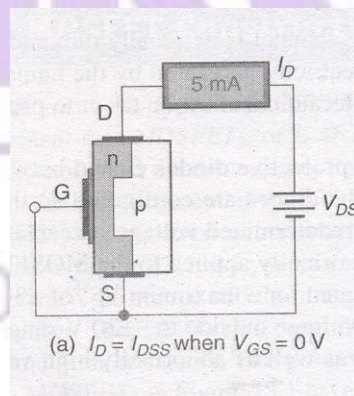 I_D
5 mA
D
n
G
p
V_DS
S
(a) I_D = I_DSS when V_GS = 0 V